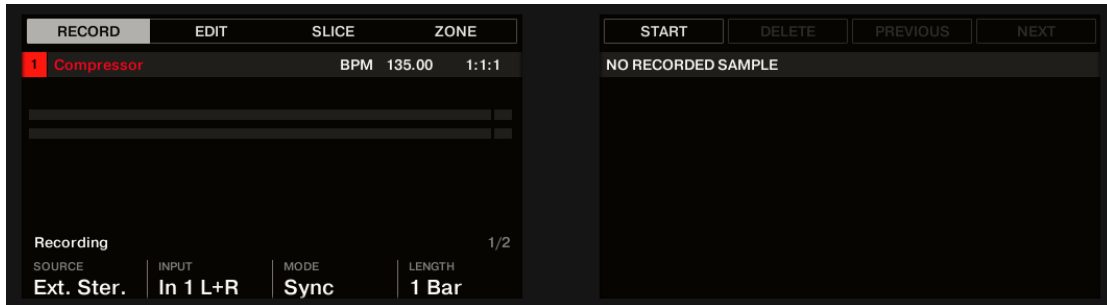 RECORD EDIT SLICE ZONE
1 Compressor BPM 135.00 1:1:1
Recording 1/2
SOURCE INPUT MODE LENGTH
Ext. Ster. In 1 L+R Sync 1 Bar
START DELETE PREVIOUS NEXT
NO RECORDED SAMPLE